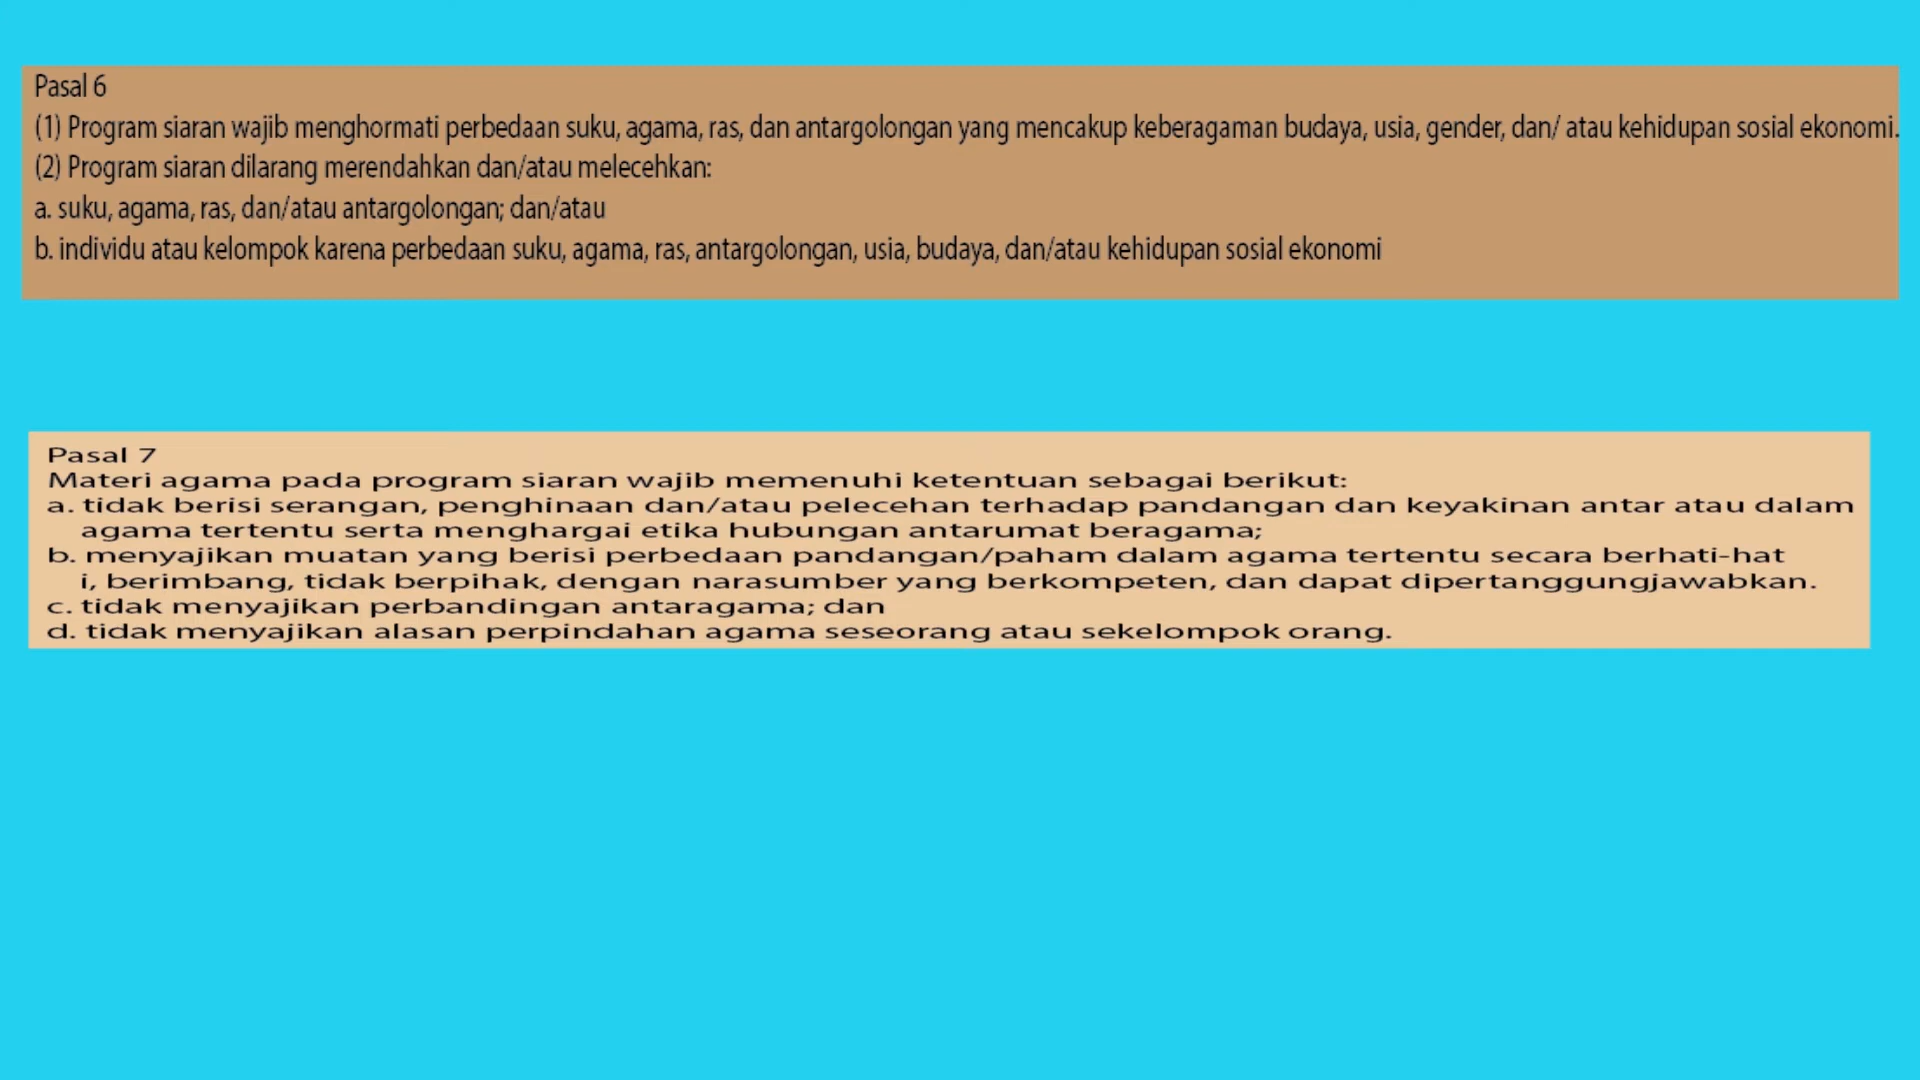 Pasal 6
(1) Program siaran wajib menghormati perbedaan suku, agama, ras, dan antargolongan yang mencakup keberagaman budaya, usia, gender, dan/ atau kehidupan sosial ekonomi.
(2) Program siaran dilarang merendahkan dan/atau melecehkan:
a. suku, agama, ras, dan/atau antargolongan; dan/atau
b. individu atau kelompok karena perbedaan suku, agama, ras, antargolongan, usia, budaya, dan/atau kehidupan sosial ekonomi
Pasal 7
Materi agama pada program siaran wajib memenuhi ketentuan sebagai berikut:
a. tidak berisi serangan, penghinaan dan/atau pelecehan terhadap pandangan dan keyakinan antar atau dalam
agama tertentu serta menghargai etika hubungan antarumat beragama;
b. menyajikan muatan yang berisi perbedaan pandangan/paham dalam agama tertentu secara berhati-hat
i, berimbang, tidak berpihak, dengan narasumber yang berkompeten, dan dapat dipertanggungjawabkan.
c. tidak menyajikan perbandingan antaragama; dan
d. tidak menyajikan alasan perpindahan agama seseorang atau sekelompok orang.